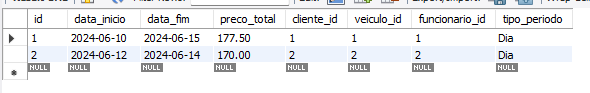 id data_inicio data_fim preco_total cliente_id veiculo_id funcionario_id tipo_periodo
1 2024-06-10 2024-06-15 177.50 1 1 1 Dia
2 2024-06-12 2024-06-14 170.00 2 2 2 Dia
NULL NULL NULL NULL NULL NULL NULL NULL